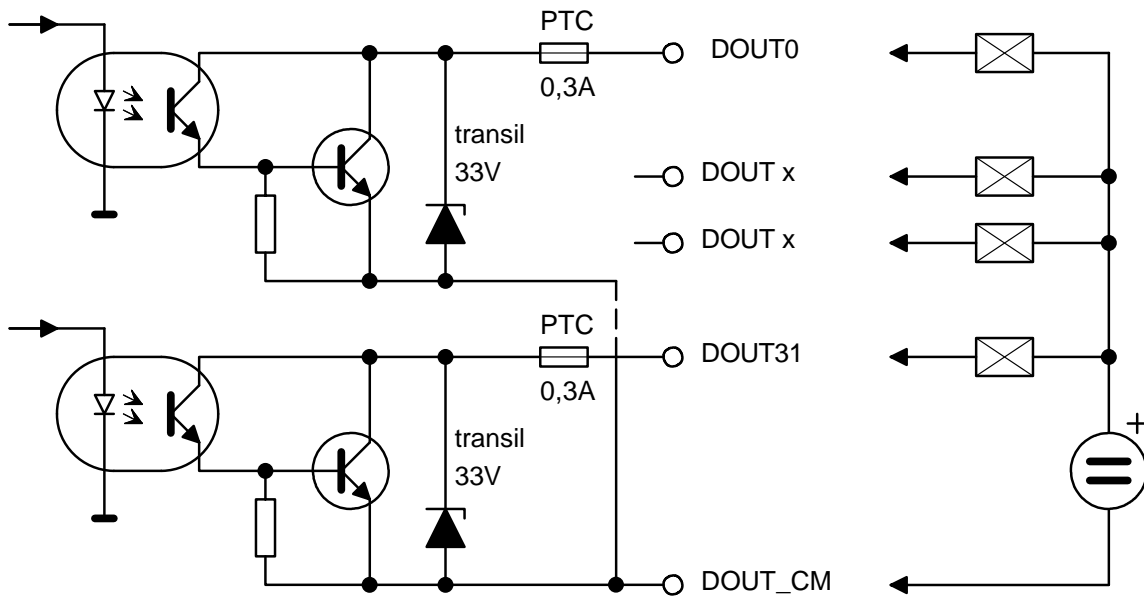 PTC
DOUT0
0,3A
transil
33V
DOUT x
DOUT x
PTC
DOUT31
0,3A
transil
33V
+
DOUT_CM